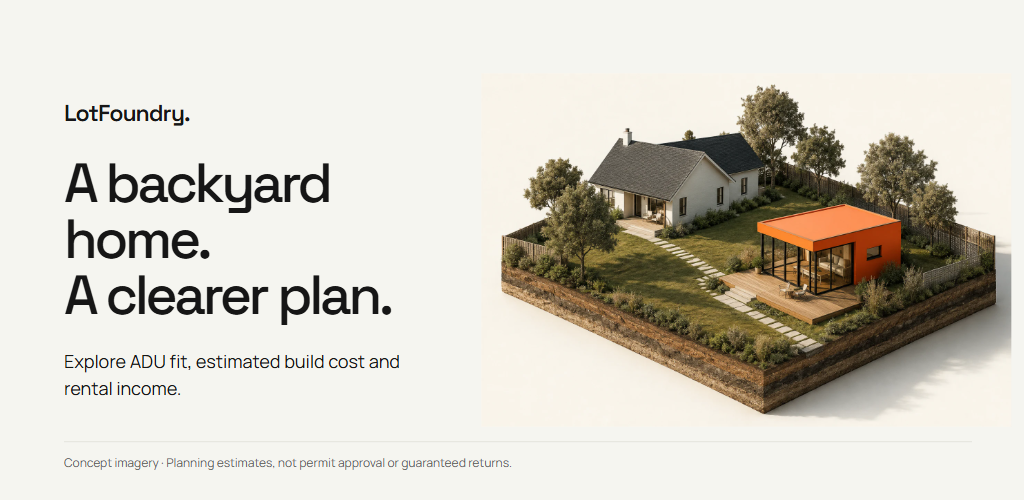 LotFoundry.
A backyard
home.
A clearer plan.
Explore ADU fit, estimated build cost and
rental income.
Concept imagery · Planning estimates, not permit approval or guaranteed returns.